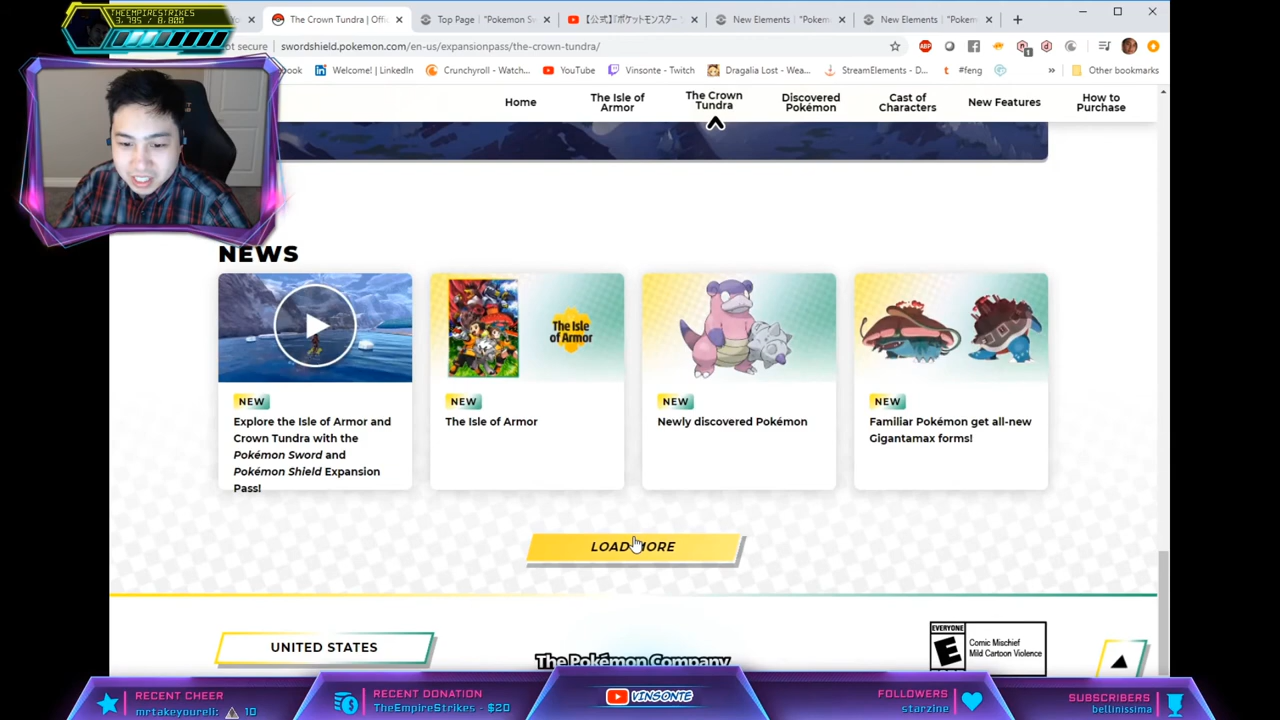 THEEMPIRESTRIKES
3,795 / 8,800
The Crown Tundra | Offi
Top Page | "Pokemon Sw
【公式】『ポケットモンスター
New Elements | "Pokem
New Elements | "Pokem
ot secure
swordshield.pokemon.com/en-us/expansionpass/the-crown-tundra/
book
Welcome! | LinkedIn
Crunchyroll - Watch...
YouTube
Vinsonte - Twitch
Dragalia Lost - Wea...
StreamElements - D...
#feng
Other bookmarks
Home
The Isle of
Armor
The Crown
Tundra
Discovered
Pokémon
Cast of
Characters
New Features
How to
Purchase
NEWS
The Isle
of Armor
NEW
Explore the Isle of Armor and
Crown Tundra with the
Pokémon Sword and
Pokémon Shield Expansion
Pass!
NEW
The Isle of Armor
NEW
Newly discovered Pokémon
NEW
Familiar Pokémon get all-new
Gigantamax forms!
LOAD MORE
UNITED STATES
The Pokémon Company
EVERYONE
E
Comic Mischief
Mild Cartoon Violence
RECENT CHEER
mrtakeyoureli: 10
RECENT DONATION
TheEmpireStrikes - $20
VINSONTE
FOLLOWERS
starzine
SUBSCRIBERS
bellinissima